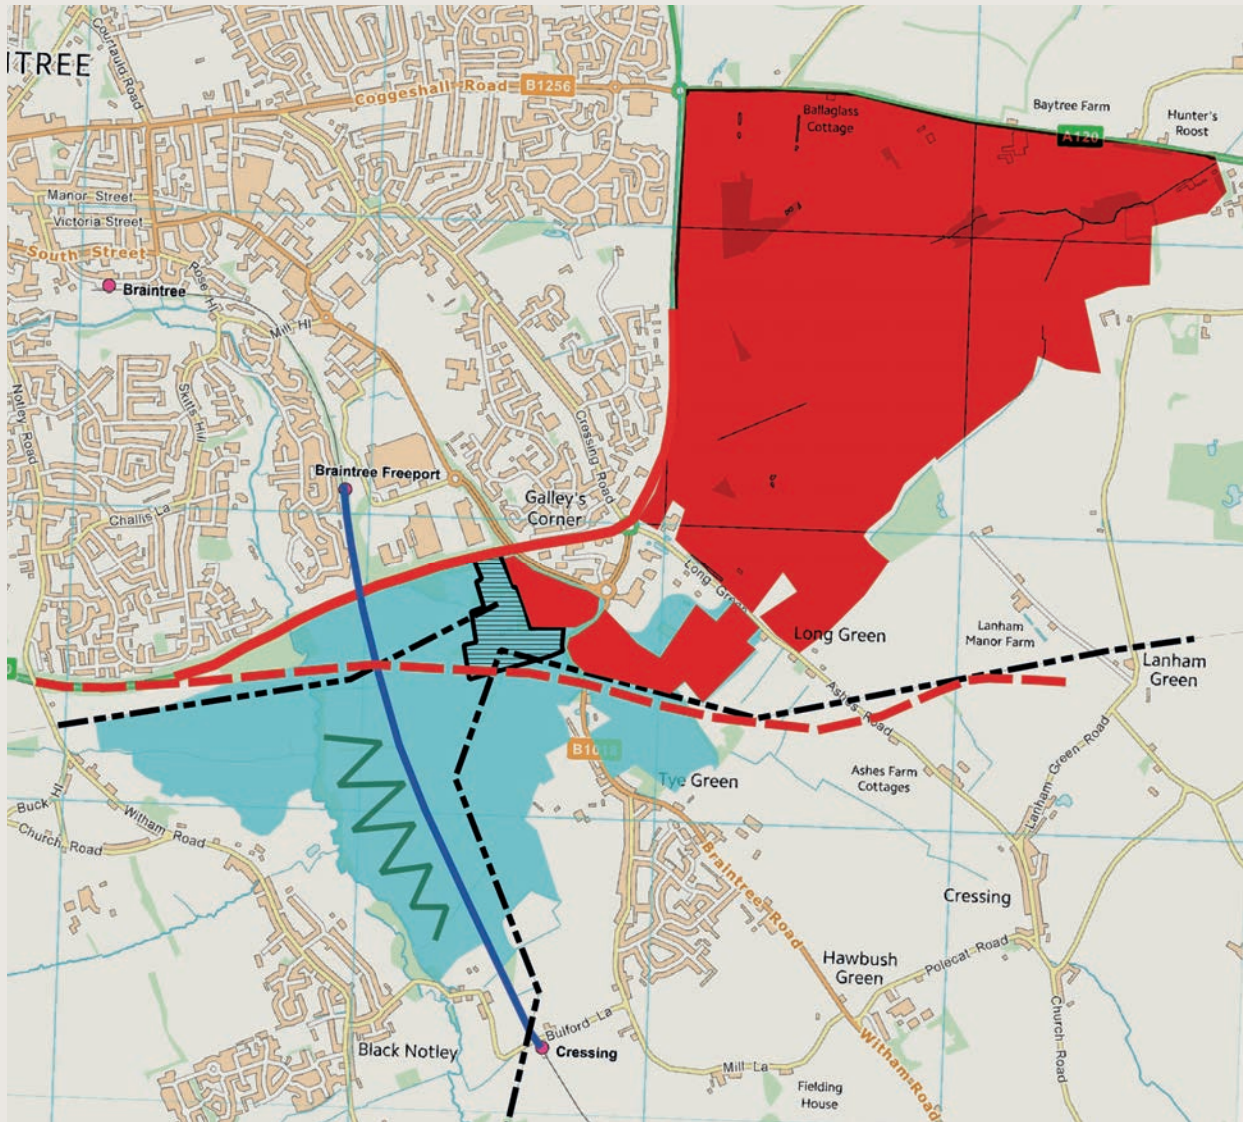 ITREE
Courtauld Road
Coggeshall Road
B1256
Ballaglass
Cottage
Baytree Farm
Hunter's
Roost
A120
Manor Street
Victoria Street
South Street
Rose Hl
Braintree
Mill Hl
Notley Road
Skitts Hill
Cressing Road
Braintree Freeport
Galley's
Corner
Challis La
Long Green
Long Green
Lanham
Manor Farm
Lanham
Green
Ashes Road
B1018
Tye Green
Ashes Farm
Cottages
Lanham Green Road
Buck Hl
Church Road
Witham Road
Braintree Road
Cressing
Hawbush
Green
Polecat Road
Church Road
Bulford La
Black Notley
Cressing
Mill La
Witham Road
Fielding
House